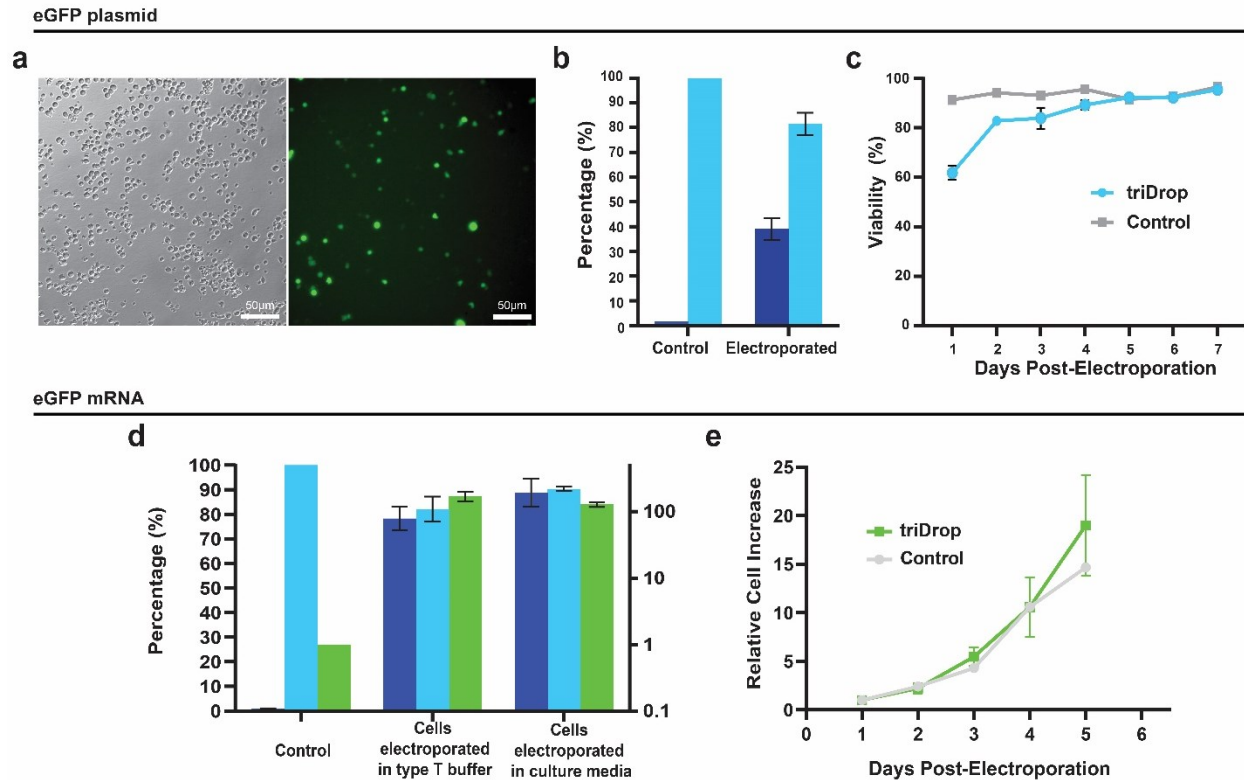 eGFP plasmid
a
50µm
50µm
b
Percentage (%)
100
90
80
70
60
50
40
30
20
10
0
Control
Electroporated
c
Viability (%)
100
80
60
40
20
0
triDrop
Control
1 2 3 4 5 6 7
Days Post-Electroporation
eGFP mRNA
d
Percentage (%)
100
90
80
70
60
50
40
30
20
10
0
100
10
1
0.1
Control
Cells
electroporated
in type T buffer
Cells
electroporated
in culture media
e
Relative Cell Increase
25
20
15
10
5
0
triDrop
Control
0 1 2 3 4 5 6
Days Post-Electroporation